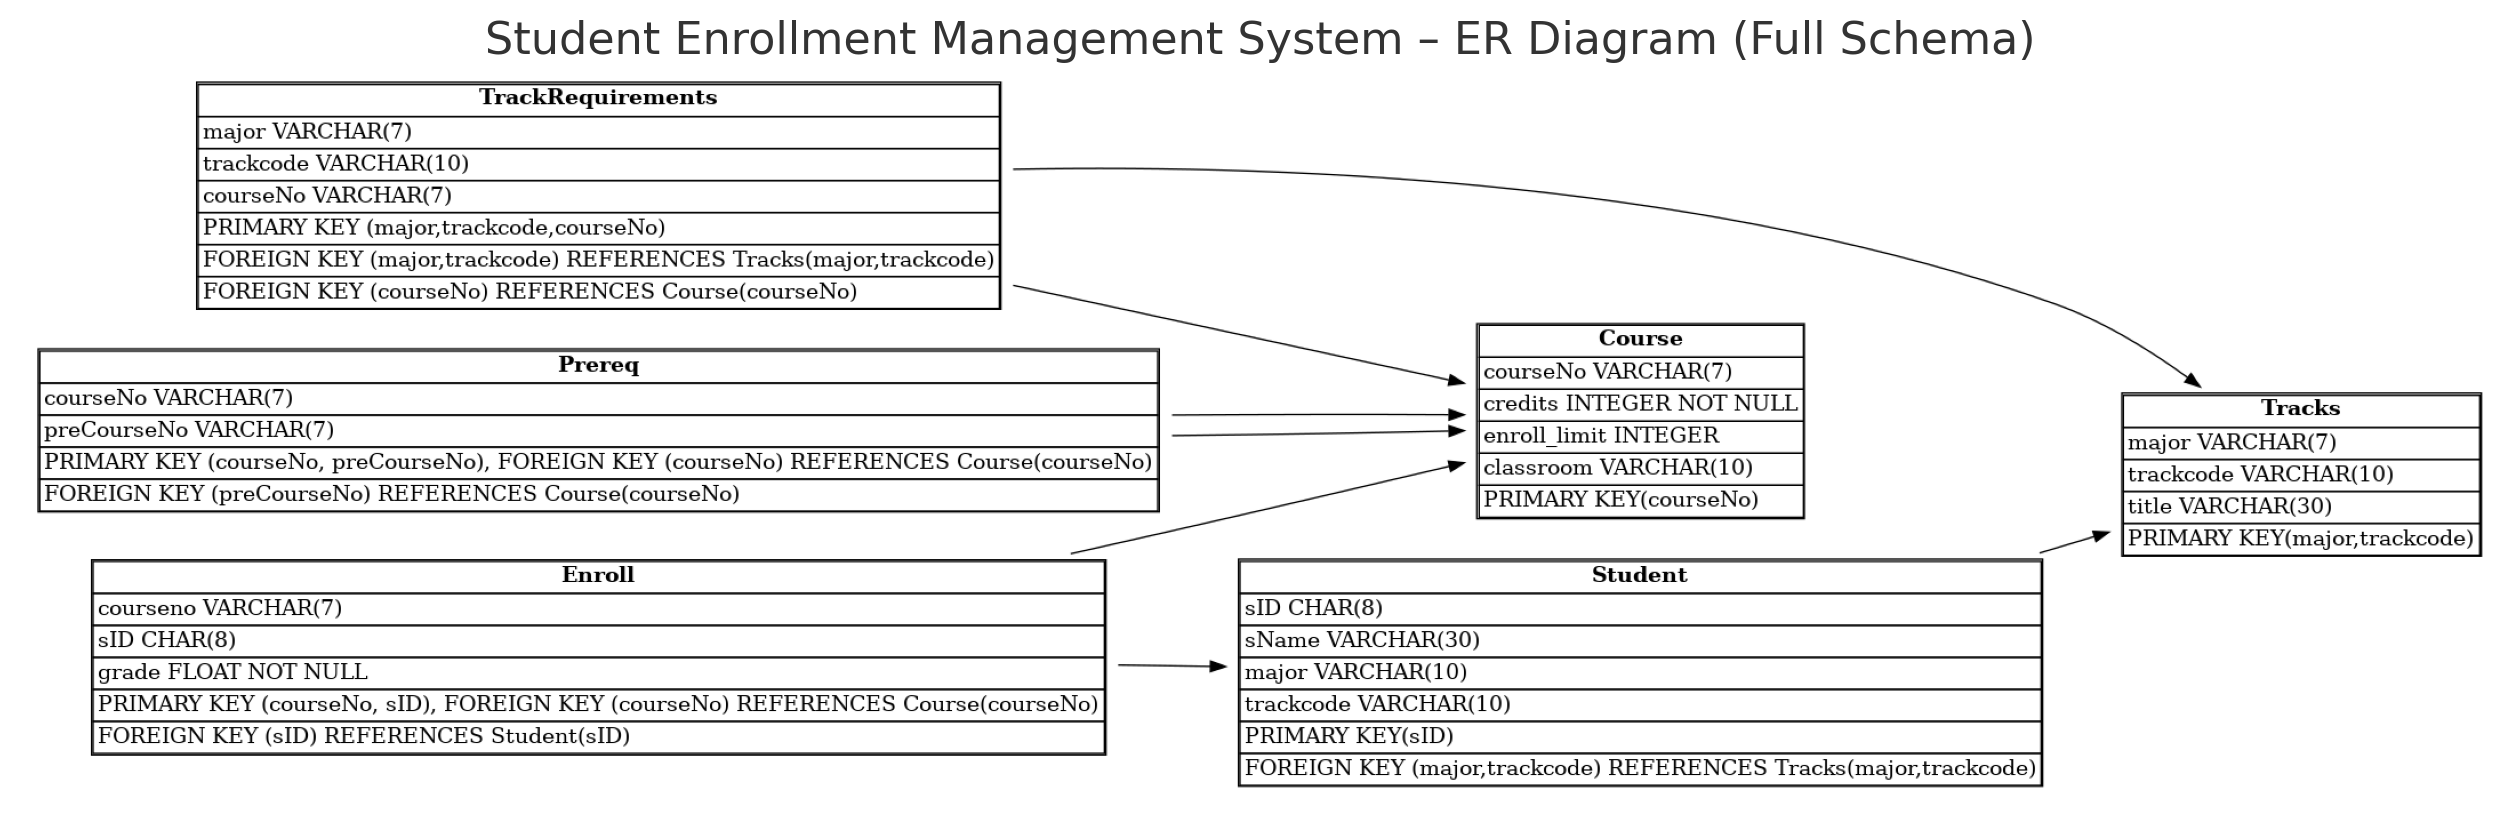 Student Enrollment Management System – ER Diagram (Full Schema)
TrackRequirements
major VARCHAR(7)
trackcode VARCHAR(10)
courseNo VARCHAR(7)
PRIMARY KEY (major,trackcode,courseNo)
FOREIGN KEY (major,trackcode) REFERENCES Tracks(major,trackcode)
FOREIGN KEY (courseNo) REFERENCES Course(courseNo)
Prereq
courseNo VARCHAR(7)
preCourseNo VARCHAR(7)
PRIMARY KEY (courseNo, preCourseNo), FOREIGN KEY (courseNo) REFERENCES Course(courseNo)
FOREIGN KEY (preCourseNo) REFERENCES Course(courseNo)
Course
courseNo VARCHAR(7)
credits INTEGER NOT NULL
enroll_limit INTEGER
classroom VARCHAR(10)
PRIMARY KEY(courseNo)
Tracks
major VARCHAR(7)
trackcode VARCHAR(10)
title VARCHAR(30)
PRIMARY KEY(major,trackcode)
Enroll
courseno VARCHAR(7)
sID CHAR(8)
grade FLOAT NOT NULL
PRIMARY KEY (courseNo, sID), FOREIGN KEY (courseNo) REFERENCES Course(courseNo)
FOREIGN KEY (sID) REFERENCES Student(sID)
Student
sID CHAR(8)
sName VARCHAR(30)
major VARCHAR(10)
trackcode VARCHAR(10)
PRIMARY KEY(sID)
FOREIGN KEY (major,trackcode) REFERENCES Tracks(major,trackcode)